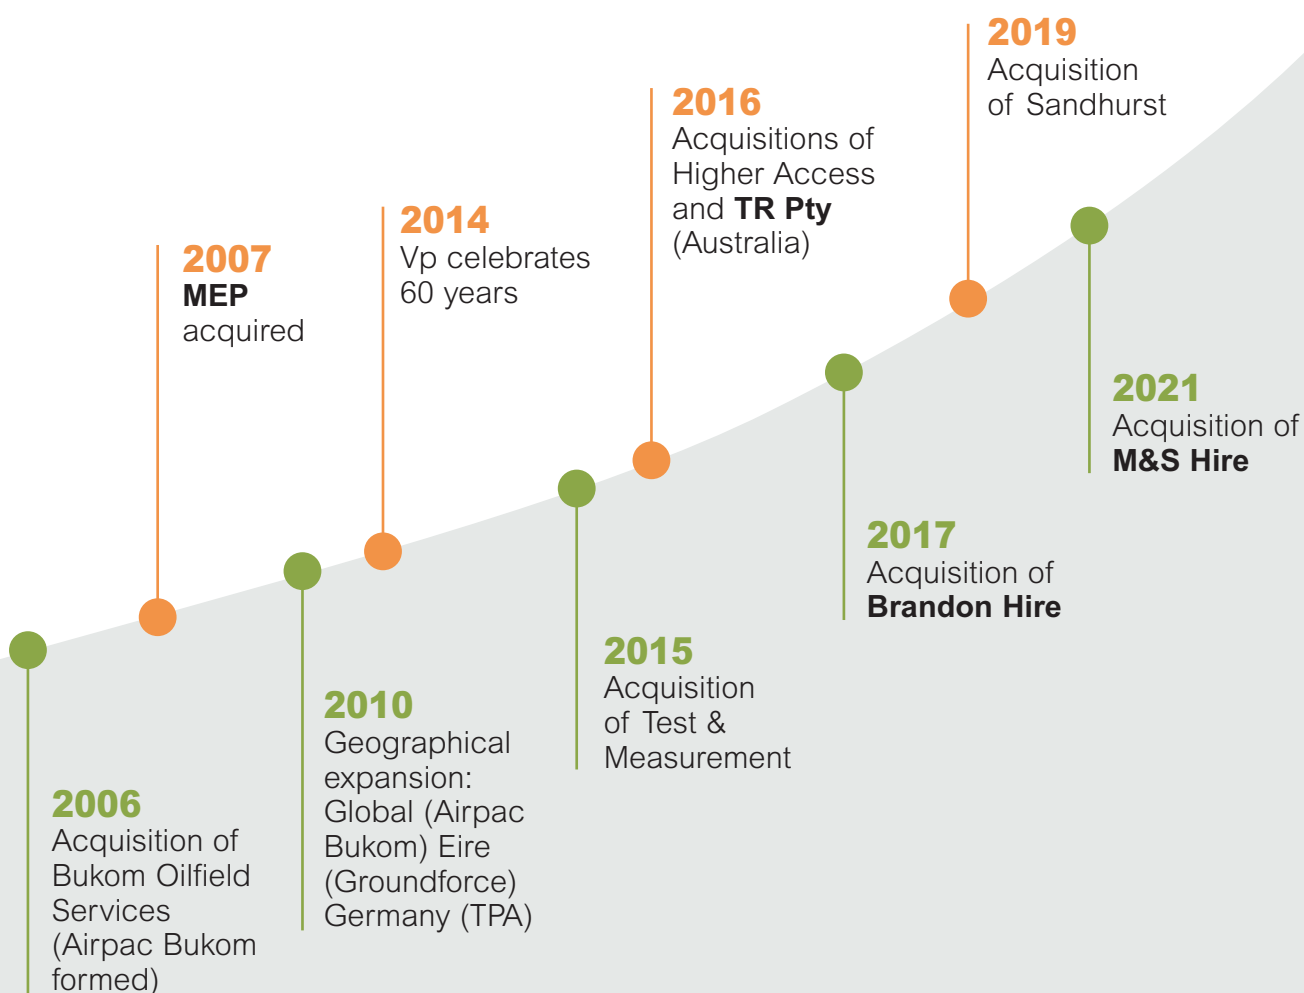 2006
Acquisition of
Bukom Oilfield
Services
(Airpac Bukom
formed)
2007
MEP
acquired
2010
Geographical
expansion:
Global (Airpac
Bukom) Eire
(Groundforce)
Germany (TPA)
2014
Vp celebrates
60 years
2015
Acquisition
of Test &
Measurement
2016
Acquisitions of
Higher Access
and TR Pty
(Australia)
2017
Acquisition of
Brandon Hire
2019
Acquisition
of Sandhurst
2021
Acquisition of
M&S Hire